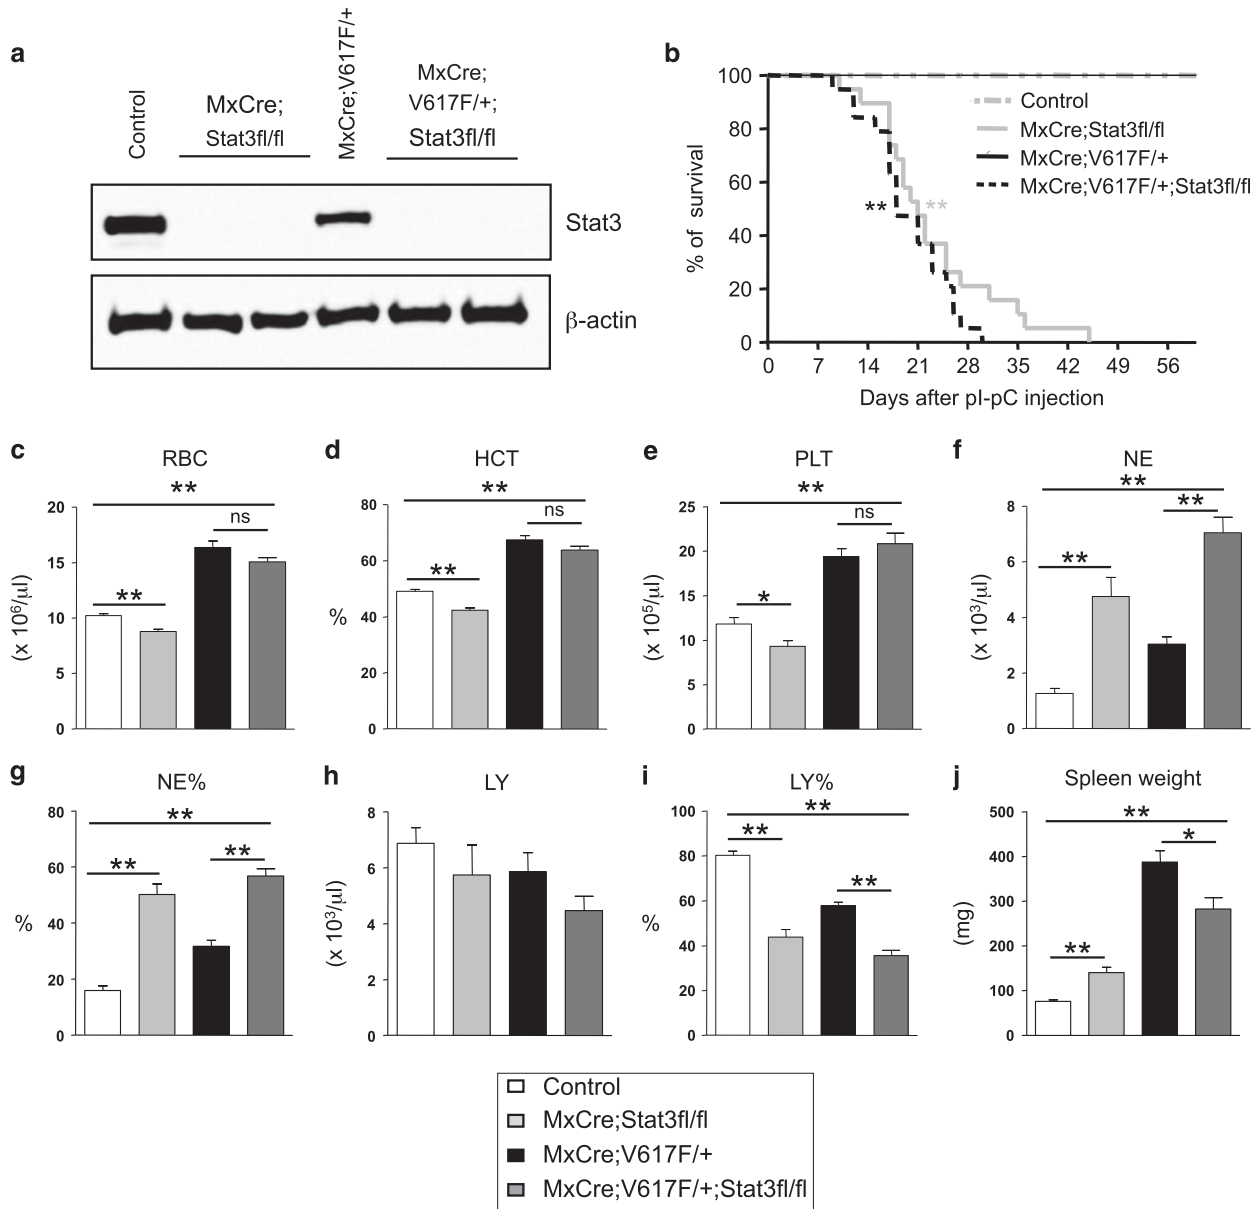 a
Control
MxCre;
Stat3fl/fl
MxCre;V617F/+
MxCre;
V617F/+;
Stat3fl/fl
Stat3
β-actin
b
100
80
60
40
20
0
% of survival
** **
Control
MxCre;Stat3fl/fl
MxCre;V617F/+
MxCre;V617F/+;Stat3fl/fl
0 7 14 21 28 35 42 49 56
Days after pI-pC injection
c
RBC
**
ns
**
20
15
10
5
0
(x 10⁶/µl)
d
HCT
**
ns
**
80
60
40
20
0
%
e
PLT
**
ns
*
25
20
15
10
5
0
(x 10⁵/µl)
f
NE
**
**
**
8
6
4
2
0
(x 10³/µl)
g
NE%
**
**
**
80
60
40
20
0
%
h
LY
8
6
4
2
0
(x 10³/µl)
i
LY%
**
**
**
100
80
60
40
20
0
%
j
Spleen weight
**
*
**
500
400
300
200
100
0
(mg)
Control
MxCre;Stat3fl/fl
MxCre;V617F/+
MxCre;V617F/+;Stat3fl/fl